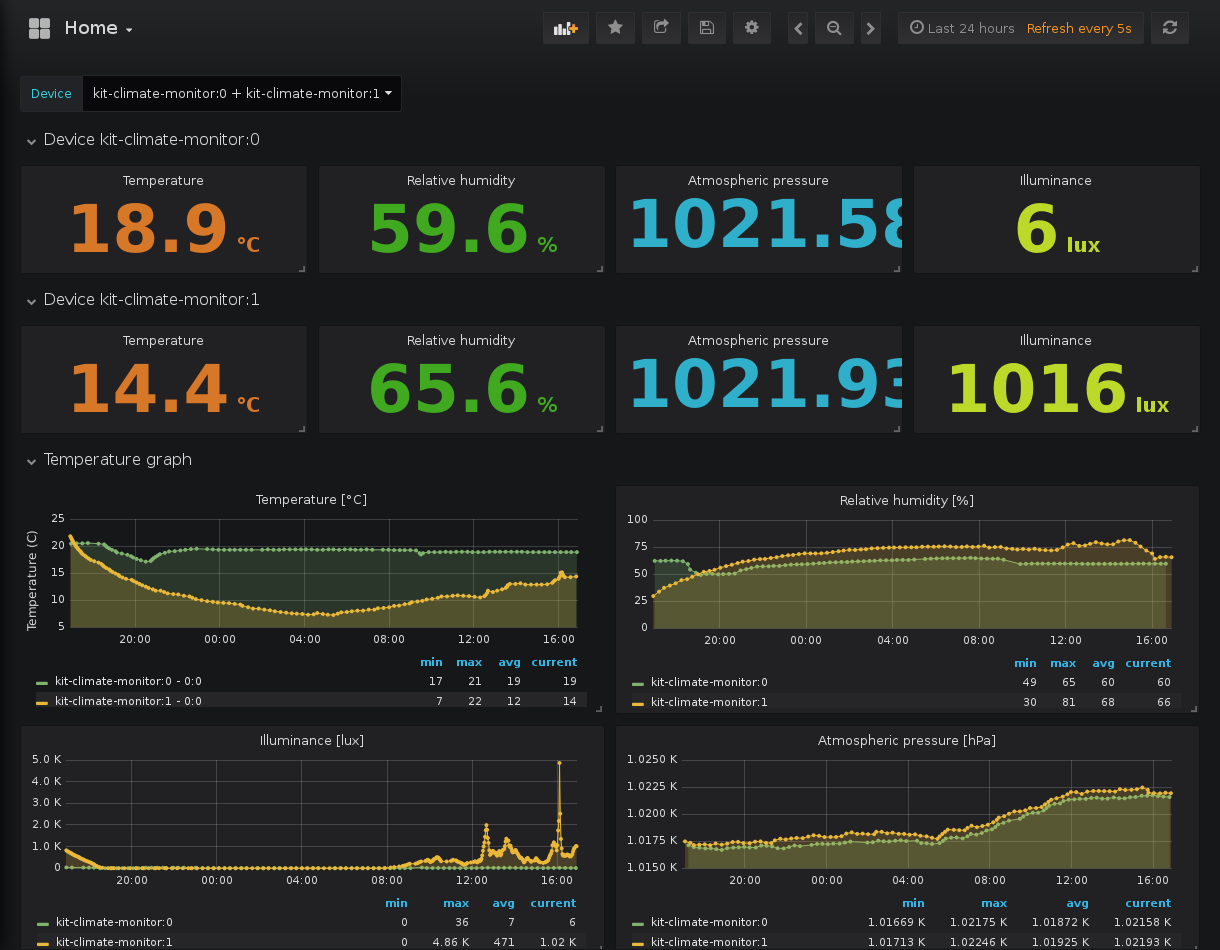 Home
Last 24 hours Refresh every 5s
Device kit-climate-monitor:0 + kit-climate-monitor:1
Device kit-climate-monitor:0
Temperature Relative humidity Atmospheric pressure Illuminance
18.9 °C 59.6 % 1021.58 6 lux
Device kit-climate-monitor:1
Temperature Relative humidity Atmospheric pressure Illuminance
14.4 °C 65.6 % 1021.93 1016 lux
Temperature graph
Temperature [°C]
Temperature (C)
25
20
15
10
5
20:00 00:00 04:00 08:00 12:00 16:00
min max avg current
kit-climate-monitor:0 - 0:0 17 21 19 19
kit-climate-monitor:1 - 0:0 7 22 12 14
Relative humidity [%]
100
75
50
25
0
20:00 00:00 04:00 08:00 12:00 16:00
min max avg current
kit-climate-monitor:0 49 65 60 60
kit-climate-monitor:1 30 81 68 66
Illuminance [lux]
5.0 K
4.0 K
3.0 K
2.0 K
1.0 K
0
20:00 00:00 04:00 08:00 12:00 16:00
min max avg current
kit-climate-monitor:0 0 36 7 6
kit-climate-monitor:1 0 4.86 K 471 1.02 K
Atmospheric pressure [hPa]
1.0250 K
1.0225 K
1.0200 K
1.0175 K
1.0150 K
20:00 00:00 04:00 08:00 12:00 16:00
min max avg current
kit-climate-monitor:0 1.01669 K 1.02175 K 1.01872 K 1.02158 K
kit-climate-monitor:1 1.01713 K 1.02246 K 1.01925 K 1.02193 K